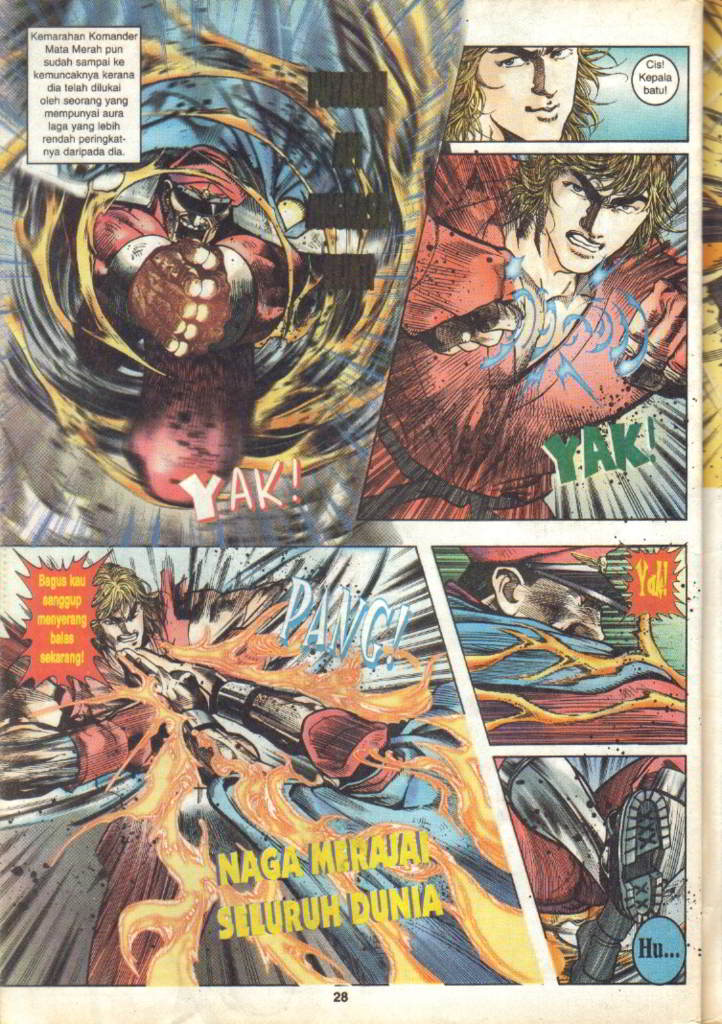 Kemarahan Komander
Mata Merah pun
sudah sampai ke
kemuncaknya kerana
dia telah dilukai
oleh seorang yang
mempunyai aura
laga yang lebih
rendah peringkat-
nya daripada dia.
YAK!
Cis!
Kepala
batu!
YAK!
Bagus kau
sanggup
menyerang
balas
sekarang!
PANG!
NAGA MERAJAI
SELURUH DUNIA
Yak!
Hu...
28